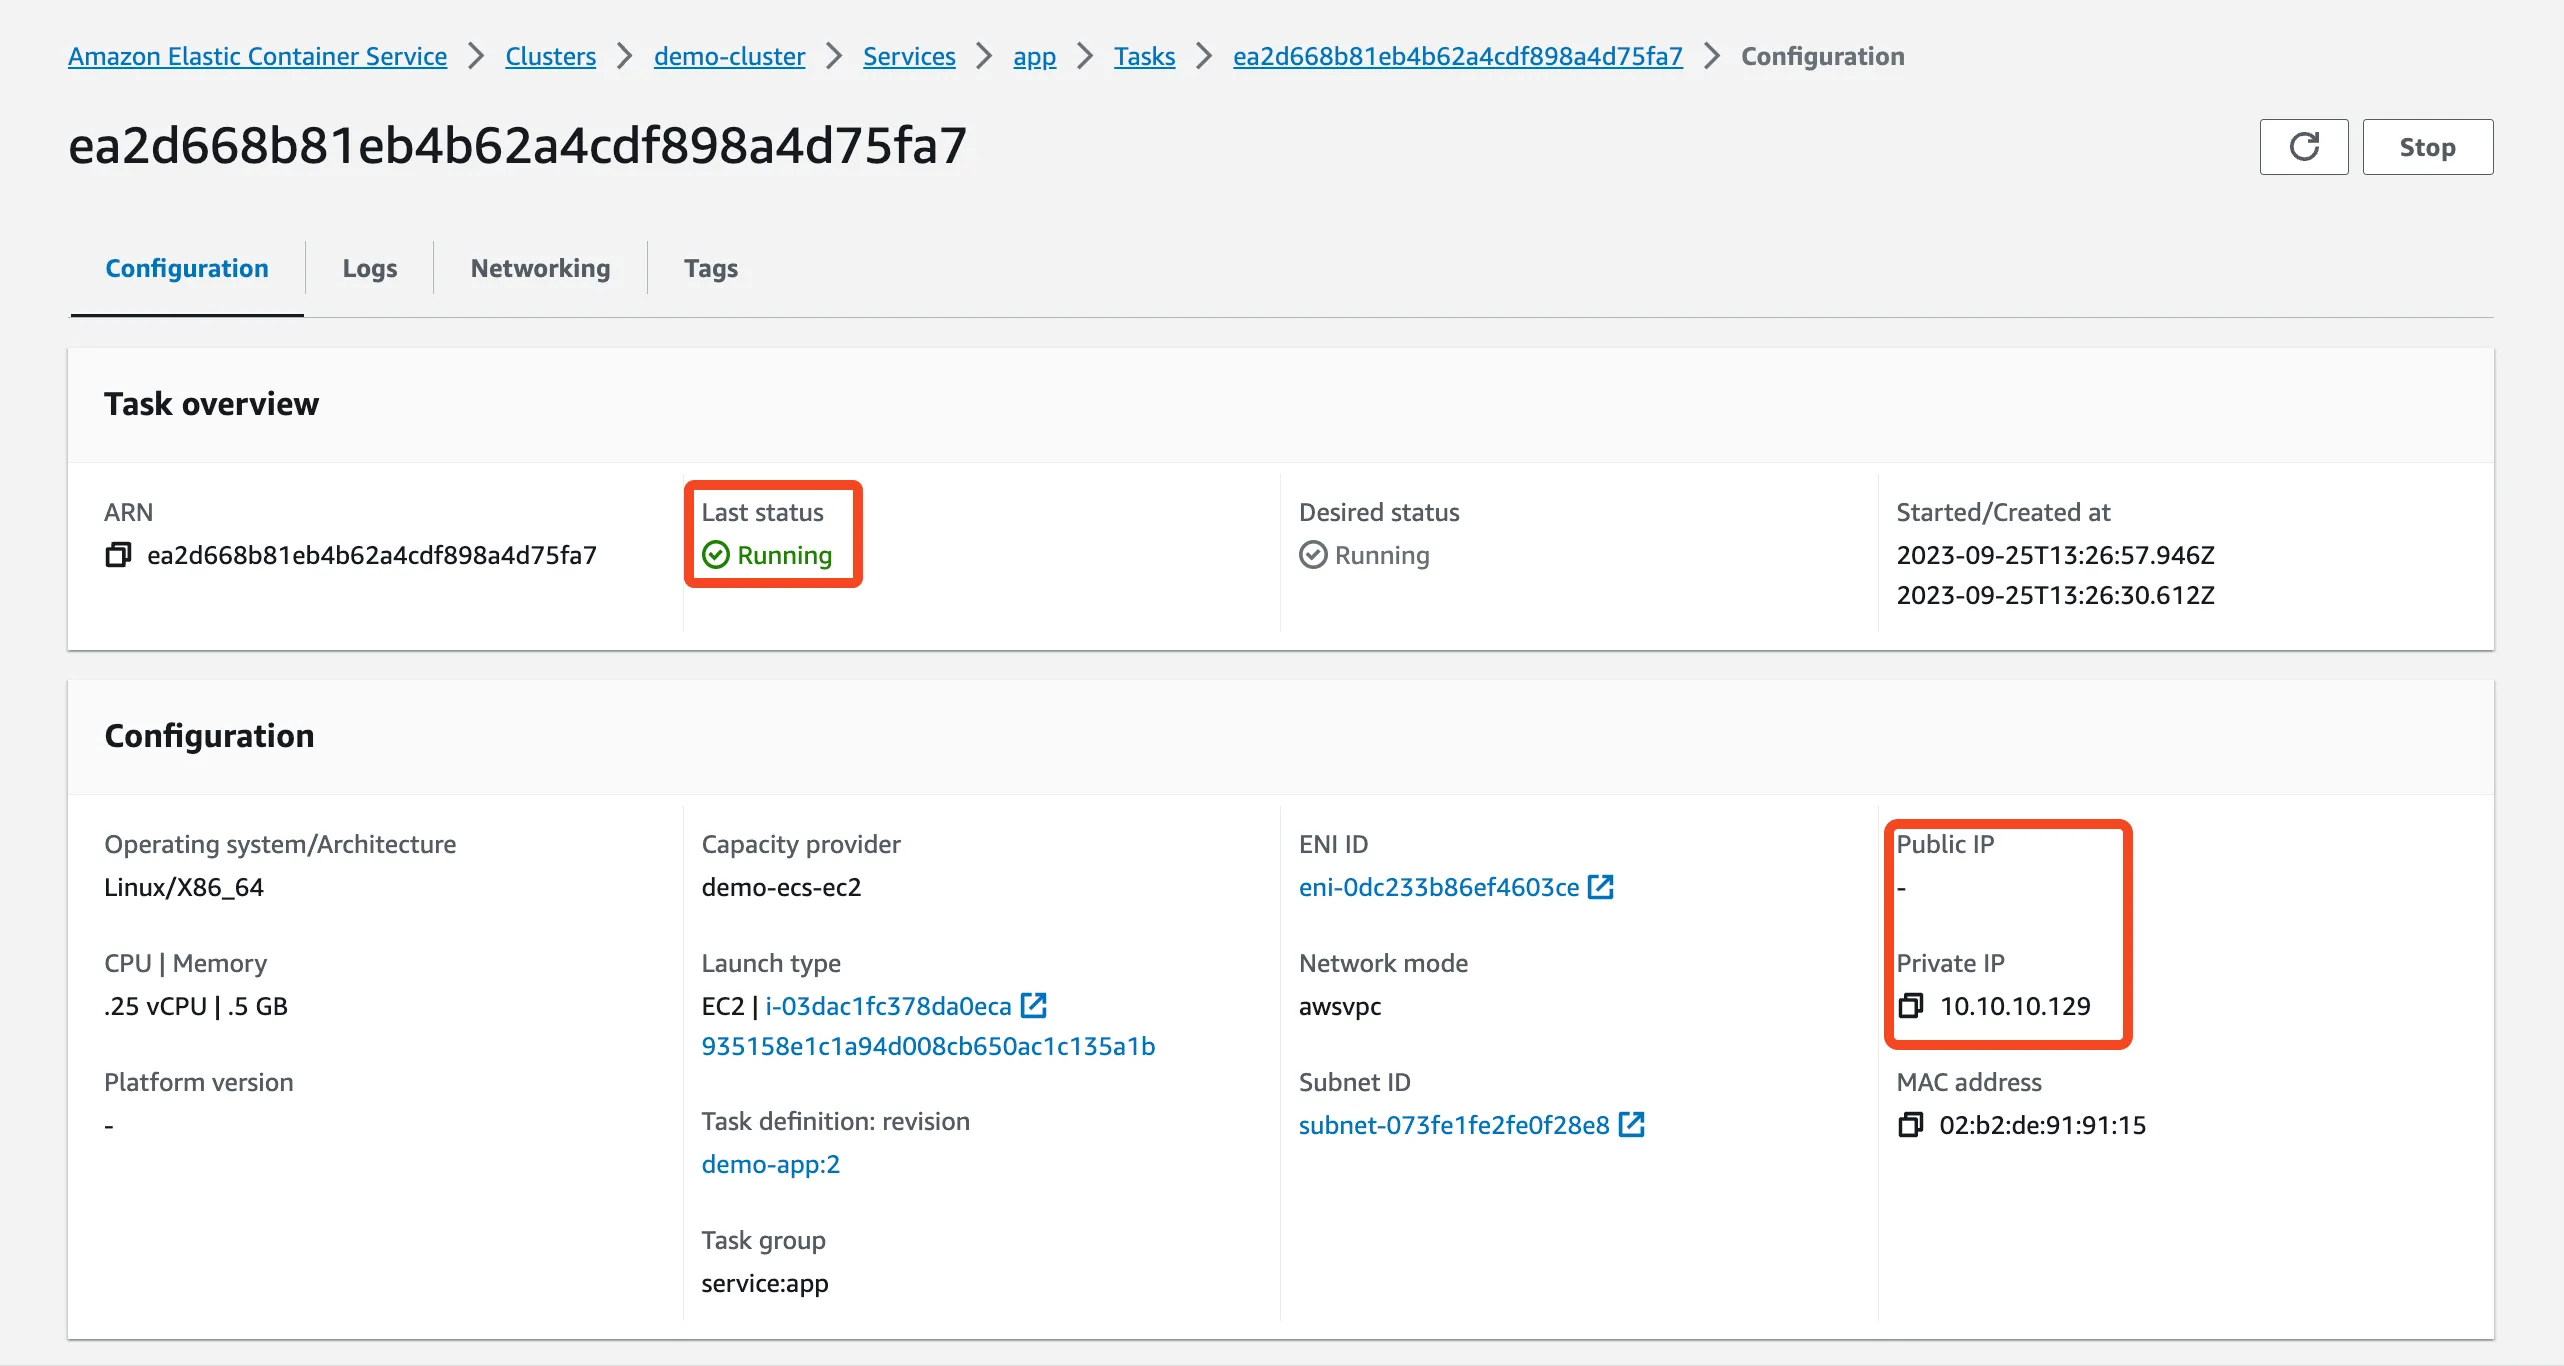 Amazon Elastic Container Service > Clusters > demo-cluster > Services > app > Tasks > ea2d668b81eb4b62a4cdf898a4d75fa7 > Configuration
ea2d668b81eb4b62a4cdf898a4d75fa7
Stop
Configuration
Logs
Networking
Tags
Task overview
ARN
ea2d668b81eb4b62a4cdf898a4d75fa7
Last status
Running
Desired status
Running
Started/Created at
2023-09-25T13:26:57.946Z
2023-09-25T13:26:30.612Z
Configuration
Operating system/Architecture
Linux/X86_64
CPU | Memory
.25 vCPU | .5 GB
Platform version
-
Capacity provider
demo-ecs-ec2
Launch type
EC2 | i-03dac1fc378da0eca
935158e1c1a94d008cb650ac1c135a1b
Task definition: revision
demo-app:2
Task group
service:app
ENI ID
eni-0dc233b86ef4603ce
Network mode
awsvpc
Subnet ID
subnet-073fe1fe2fe0f28e8
Public IP
-
Private IP
10.10.10.129
MAC address
02:b2:de:91:91:15